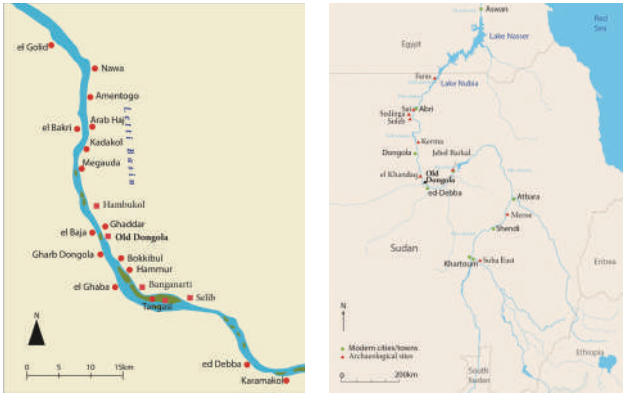 el Golid
Nawa
Amentogo
Letti Basin
Arab Haj
el Bakri
Kadakol
Megauda
Hambukol
Ghaddar
el Baja
Old Dongola
Gharb Dongola
Bokkibul
Hammur
el Ghaba
Banganarti
Selib
Tangasi
N
0 5 10 15km
ed Debba
Karamakol
Aswan
Lake Nasser
Red
Sea
Egypt
Faras
Lake Nubia
Sai
Abri
Sedinga
Soleb
Kerma
Dongola
Jebel Barkal
el Khandaq
Old
Dongola
ed-Debba
Atbara
Meroe
Shendi
Sudan
Khartoum
Soba East
Eritrea
N
Modern cities/towns
Archaeological sites
0 200km
Ethiopia
South
Sudan